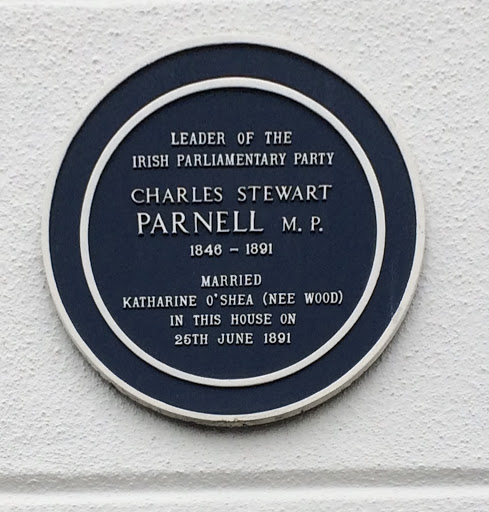 LEADER OF THE
IRISH PARLIAMENTARY PARTY
CHARLES STEWART
PARNELL M. P.
1846 - 1891
MARRIED
KATHARINE O'SHEA (NEE WOOD)
IN THIS HOUSE ON
25TH JUNE 1891